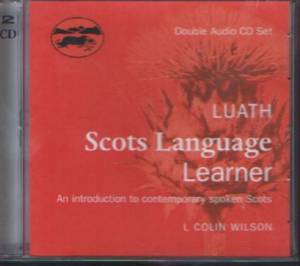 2
CD
Double Audio CD Set
LUATH
Scots Language
Learner
An introduction to contemporary spoken Scots
L COLIN WILSON